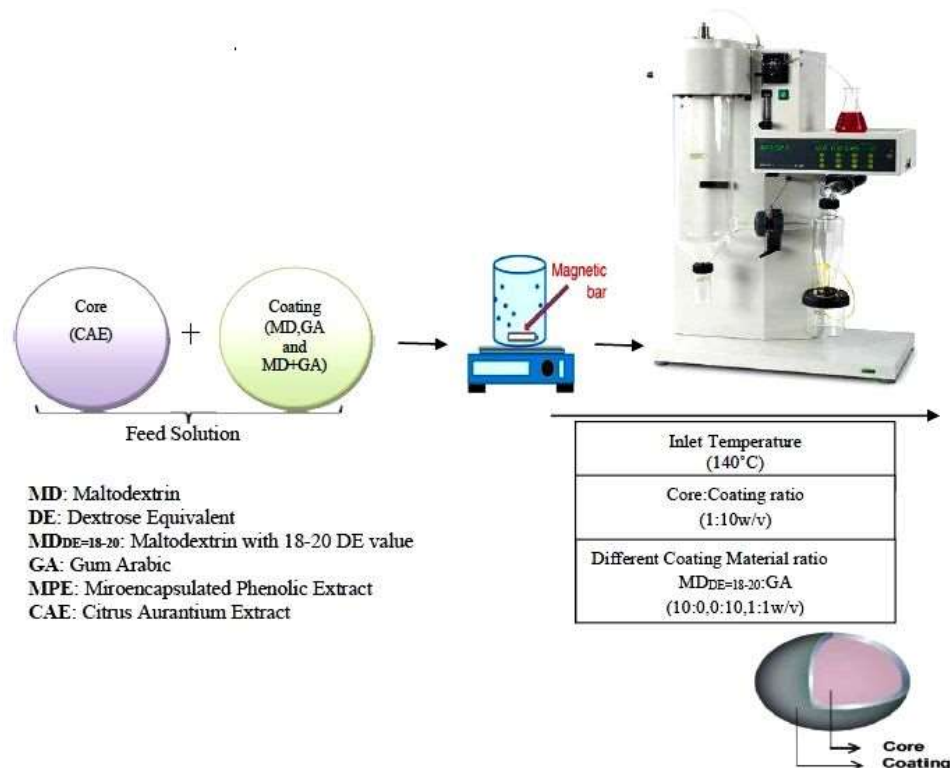 Core
(CAE)
+
Coating
(MD,GA
and
MD+GA)
Magnetic
bar
Feed Solution
MD: Maltodextrin
DE: Dextrose Equivalent
MDDE=18-20: Maltodextrin with 18-20 DE value
GA: Gum Arabic
MPE: Miroencapsulated Phenolic Extract
CAE: Citrus Aurantium Extract
Inlet Temperature
(140˚C)
Core:Coating ratio
(1:10w/v)
Different Coating Material ratio
MDDE=18-20:GA
(10:0,0:10,1:1w/v)
Core
Coating